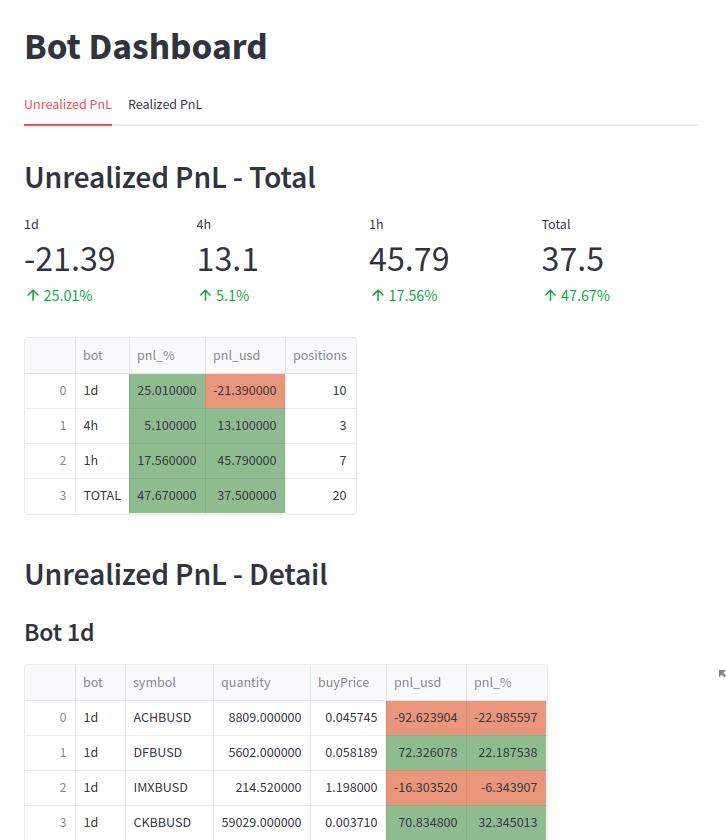 Bot Dashboard
Unrealized PnL Realized PnL
Unrealized PnL - Total
1d 4h 1h Total
-21.39 13.1 45.79 37.5
↑ 25.01% ↑ 5.1% ↑ 17.56% ↑ 47.67%
bot pnl_% pnl_usd positions
0 1d 25.010000 -21.390000 10
1 4h 5.100000 13.100000 3
2 1h 17.560000 45.790000 7
3 TOTAL 47.670000 37.500000 20
Unrealized PnL - Detail
Bot 1d
bot symbol quantity buyPrice pnl_usd pnl_%
0 1d ACHBUSD 8809.000000 0.045745 -92.623904 -22.985597
1 1d DFBUSD 5602.000000 0.058189 72.326078 22.187538
2 1d IMXBUSD 214.520000 1.198000 -16.303520 -6.343907
3 1d CKBBUSD 59029.000000 0.003710 70.834800 32.345013